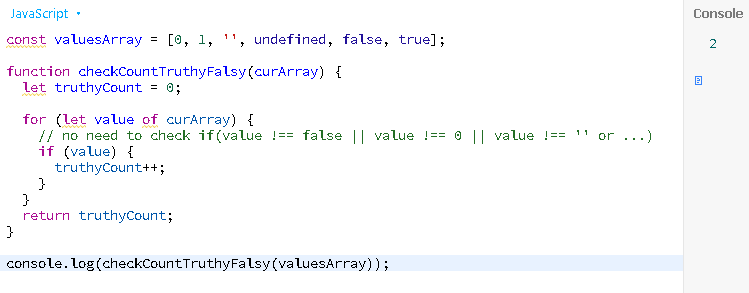 JavaScript
Console
const valuesArray = [0, 1, '', undefined, false, true];
2
function checkCountTruthyFalsy(curArray) {
let truthyCount = 0;
for (let value of curArray) {
// no need to check if(value !== false || value !== 0 || value !== '' or ...)
if (value) {
truthyCount++;
}
}
return truthyCount;
}
console.log(checkCountTruthyFalsy(valuesArray));